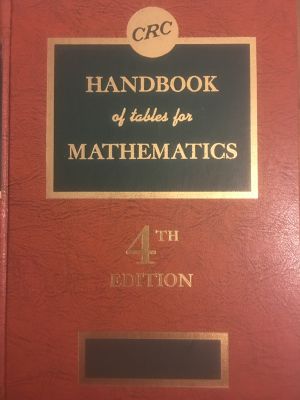 CRC
HANDBOOK
of tables for
MATHEMATICS
4TH
EDITION